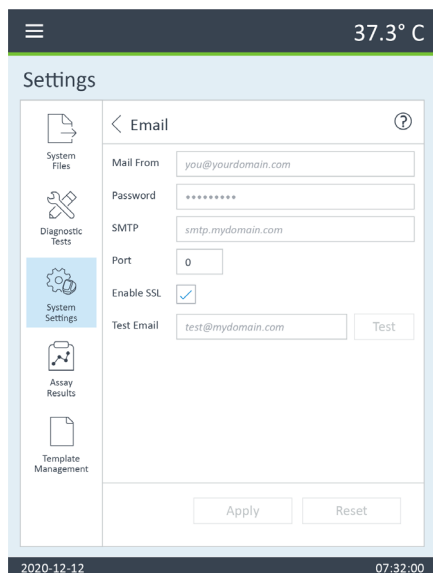 37.3° C
Settings
System
Files
Diagnostic
Tests
System
Settings
Assay
Results
Template
Management
Email
?
Mail From
you@yourdomain.com
Password
•••••••••
SMTP
smtp.mydomain.com
Port
0
Enable SSL
Test Email
test@mydomain.com
Test
Apply
Reset
2020-12-12
07:32:00